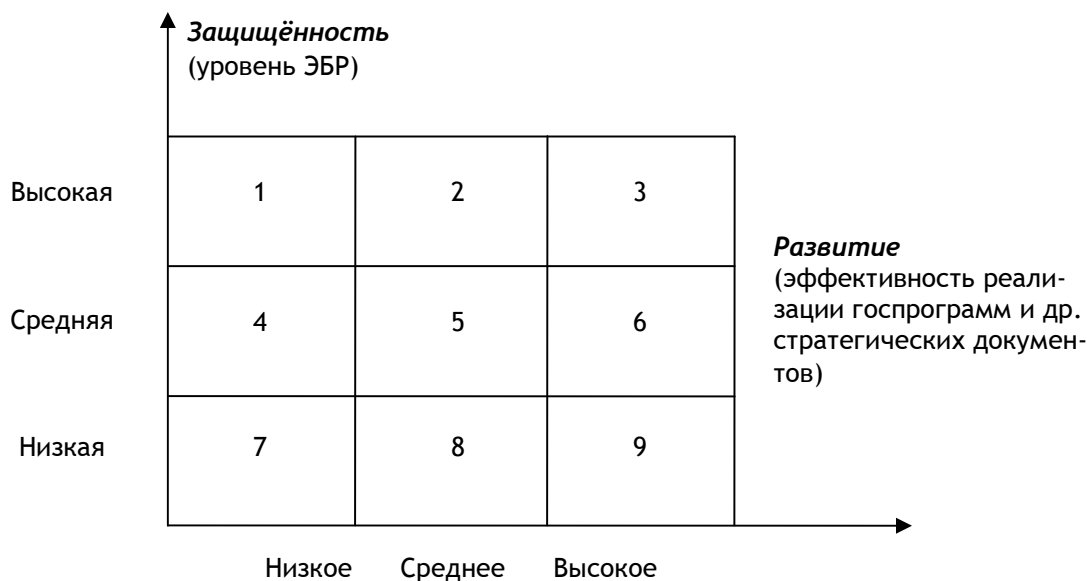 Защищённость
(уровень ЭБР)
Высокая 1 2 3
Развитие
(эффективность реали-
зации госпрограмм и др.
стратегических докумен-
тов)
Средняя 4 5 6
Низкая 7 8 9
Низкое Среднее Высокое